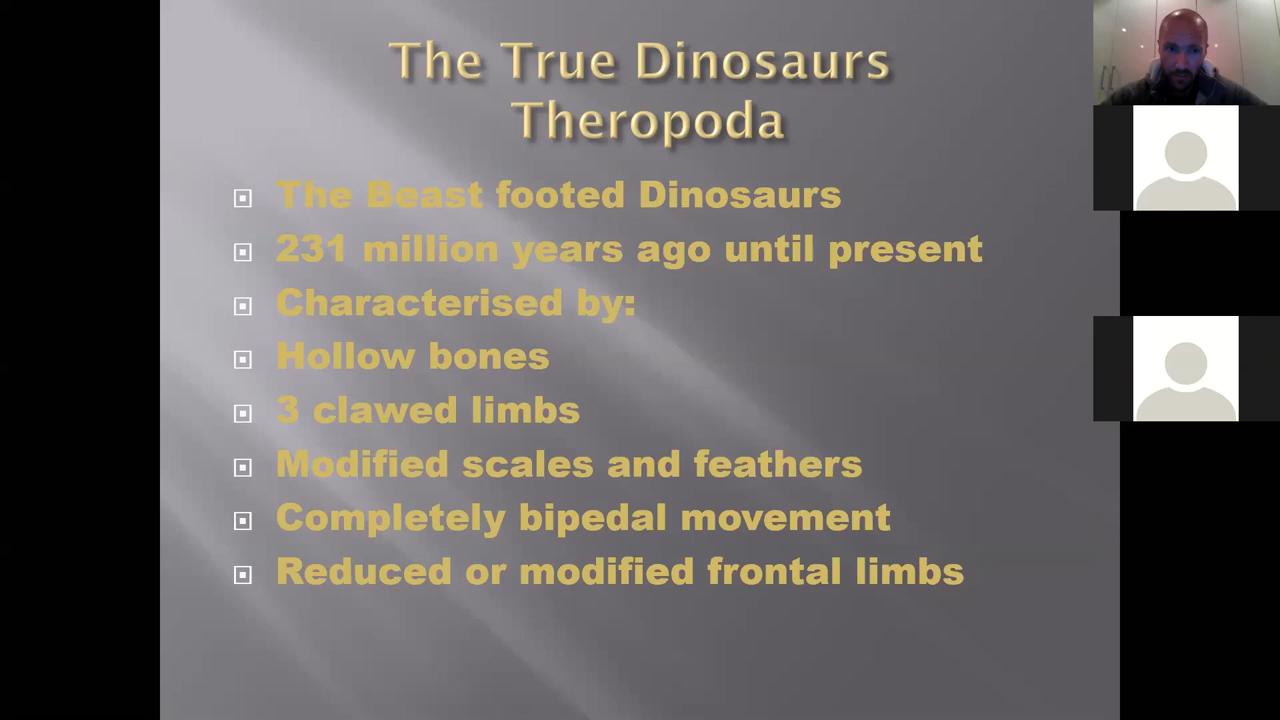 The True Dinosaurs
Theropoda
The Beast footed Dinosaurs
231 million years ago until present
Characterised by:
Hollow bones
3 clawed limbs
Modified scales and feathers
Completely bipedal movement
Reduced or modified frontal limbs